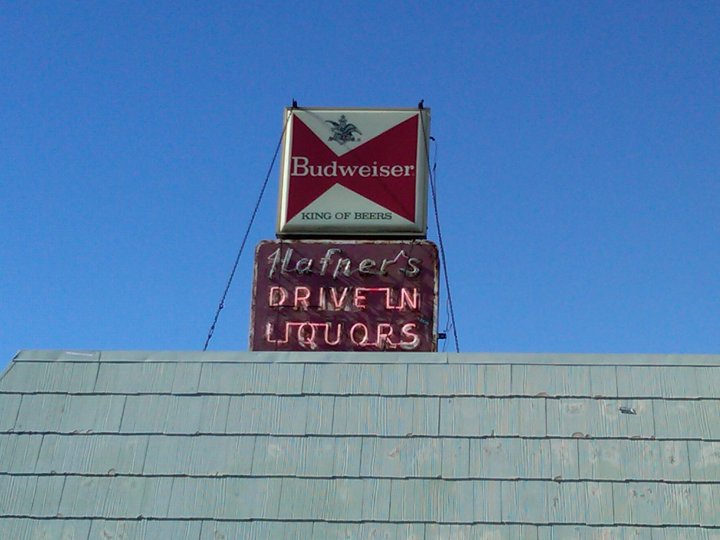 Budweiser
KING OF BEERS
Hafner's
DRIVE IN
LIQUORS